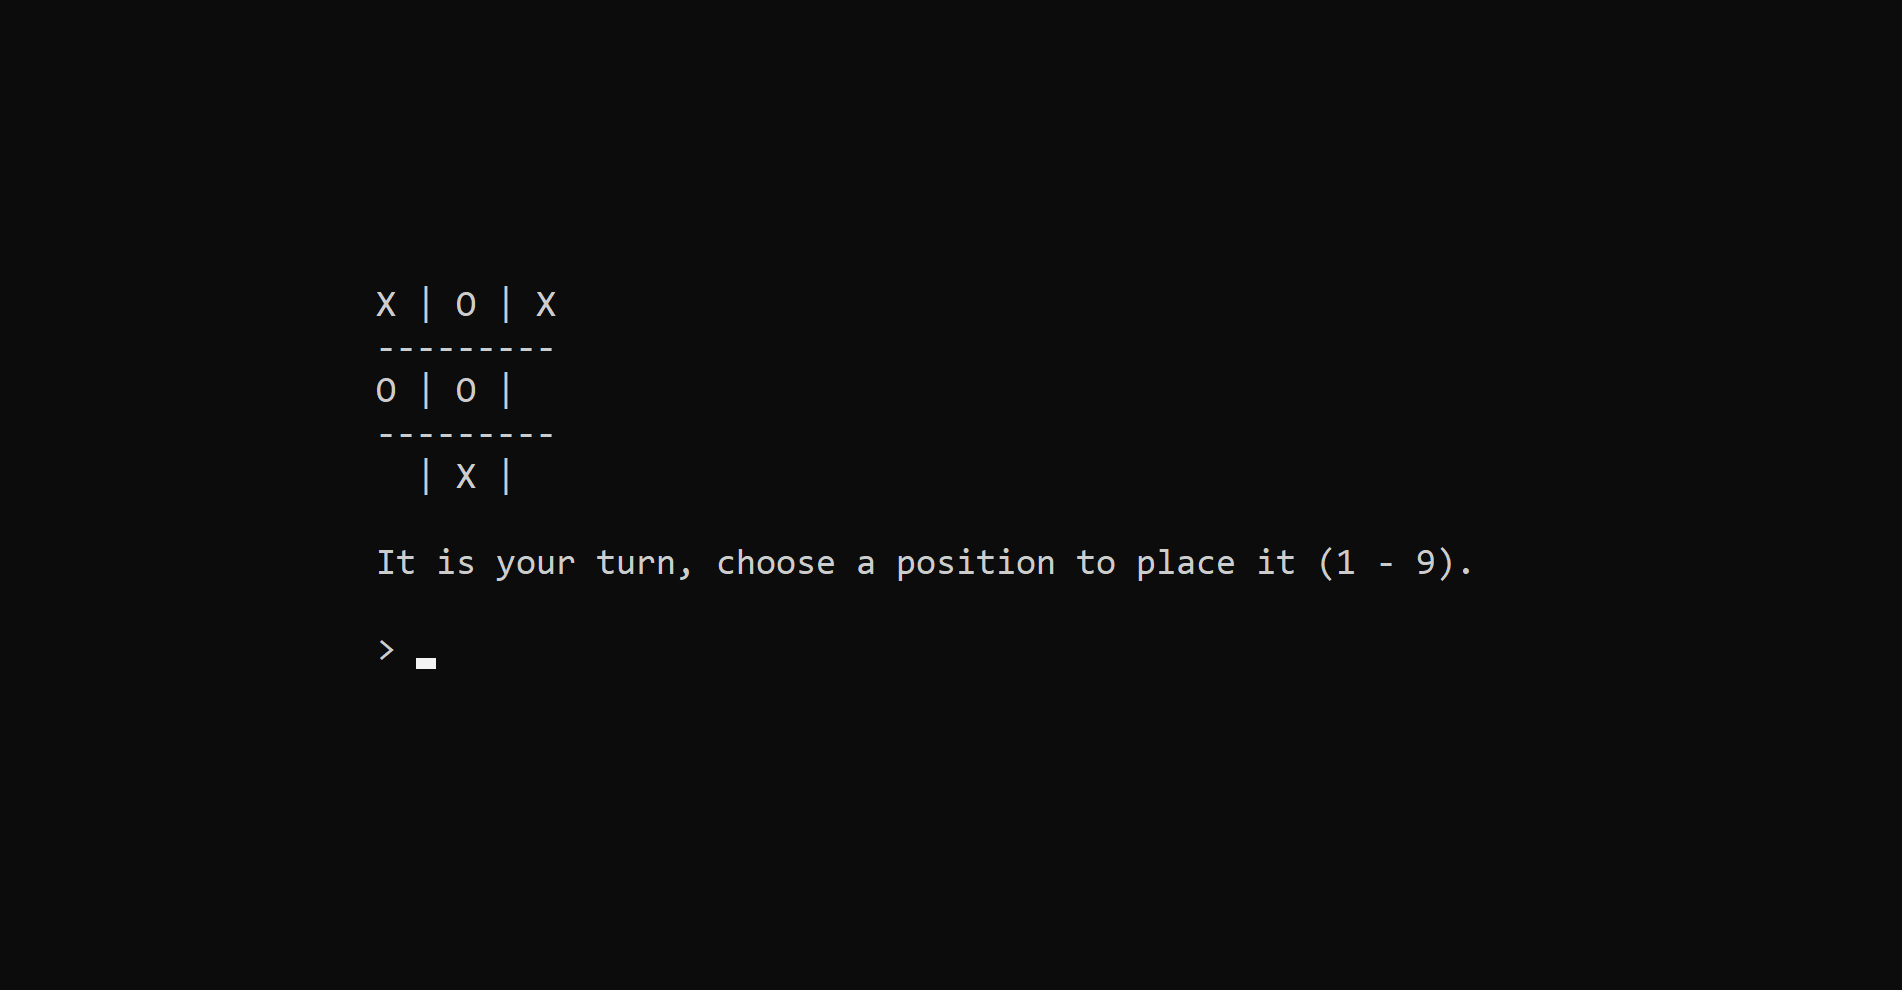 X | O | X
---------
O | O |
---------
  | X |
It is your turn, choose a position to place it (1 - 9).
>